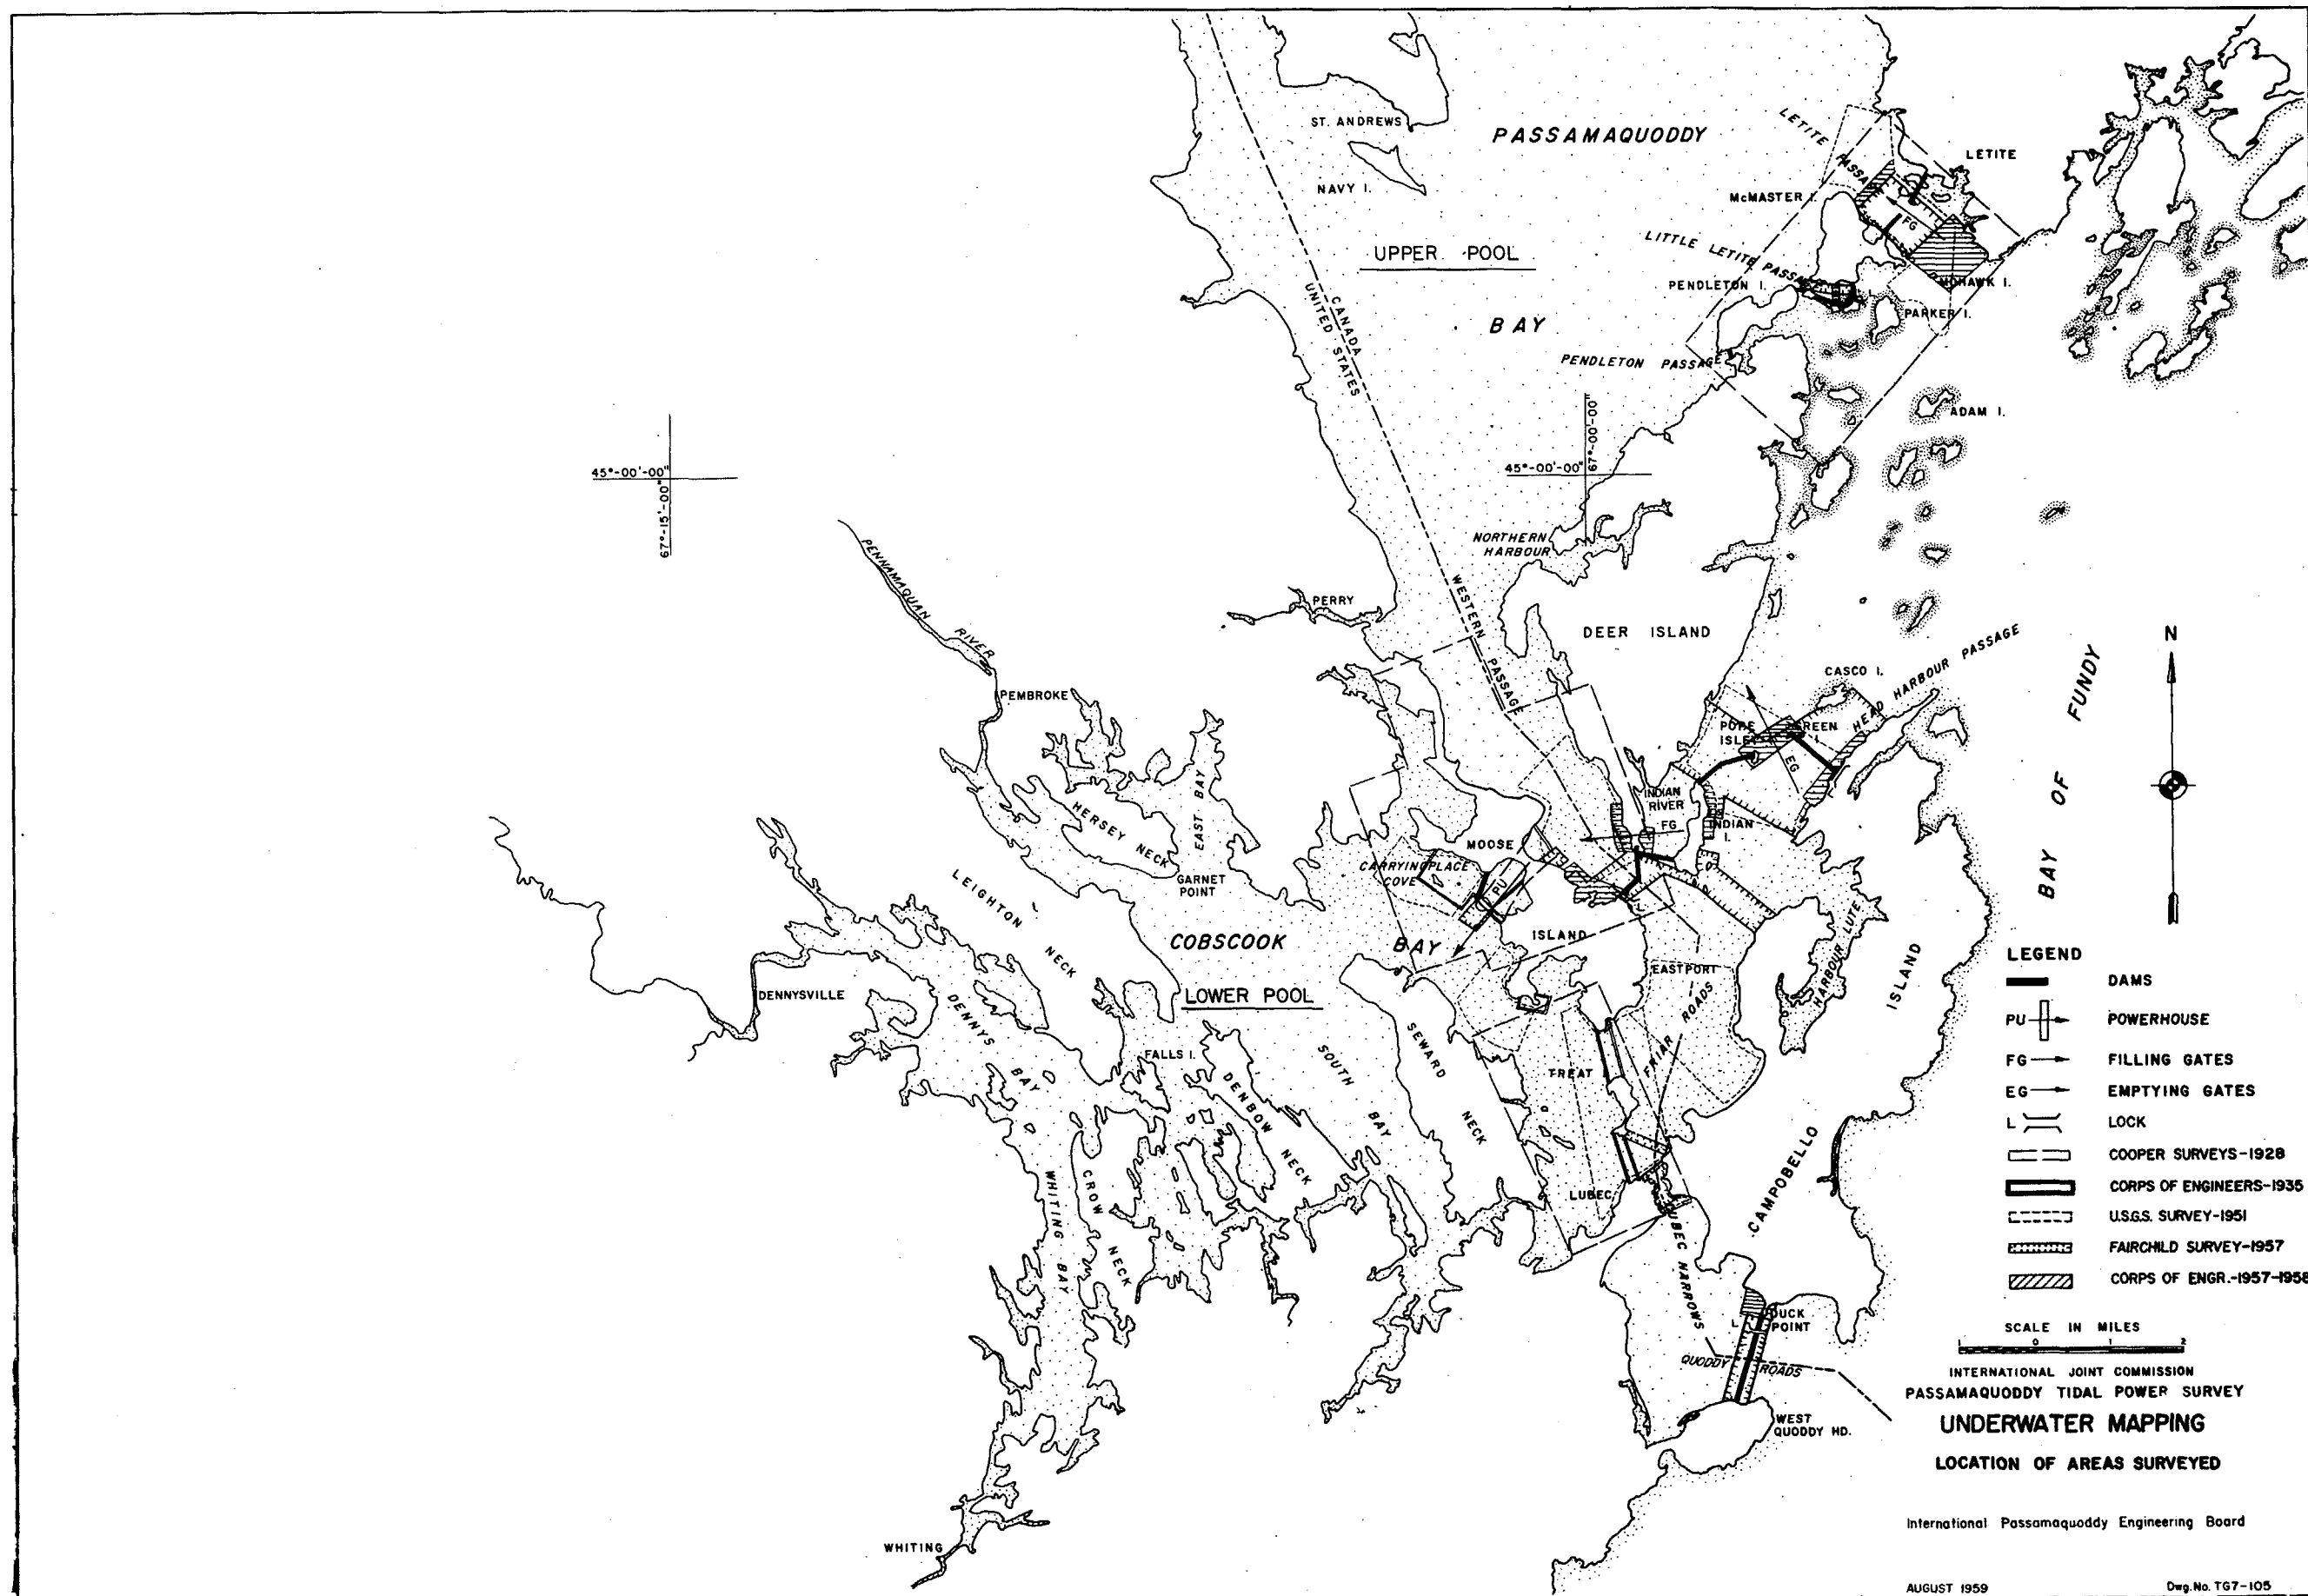 ST. ANDREWS
PASSAMAQUODDY
LETITE PASSAGE
LETITE
NAVY I.
McMASTER I.
FG
UPPER POOL
LITTLE LETITE PASSAGE
MOHAWK I.
PENDLETON I.
PARKER I.
CANADA
UNITED STATES
BAY
PENDLETON PASSAGE
ADAM I.
45°-00'-00"
67°-15'-00"
45°-00'-00"
67°-00'-00"
NORTHERN
HARBOUR
PENNAMAQUAN RIVER
PERRY
WESTERN PASSAGE
DEER ISLAND
N
PEMBROKE
CASCO I.
HEAD HARBOUR PASSAGE
BAY OF FUNDY
POPE
ISLET
GREEN
I.
EG
L
INDIAN
RIVER
FG
INDIAN
I.
HERSEY NECK
EAST BAY
MOOSE
CARRYINGPLACE
COVE
PU
GARNET
POINT
LEIGHTON NECK
L
COBSCOOK
BAY
ISLAND
HARBOUR LUTE
EASTPORT
DENNYSVILLE
LOWER POOL
DENNYS BAY
FALLS I.
DENBOW NECK
SOUTH BAY
SEWARD NECK
TREAT I.
FRIAR ROADS
CAMPOBELLO ISLAND
WHITING BAY
CROW NECK
LUBEC
LUBEC NARROWS
DUCK
POINT
L
QUODDY ROADS
WEST
QUODDY HD.
WHITING
LEGEND
DAMS
PU POWERHOUSE
FG FILLING GATES
EG EMPTYING GATES
L LOCK
COOPER SURVEYS-1928
CORPS OF ENGINEERS-1935
U.S.G.S. SURVEY-1951
FAIRCHILD SURVEY-1957
CORPS OF ENGR.-1957-1958
SCALE IN MILES
1 0 1 2
INTERNATIONAL JOINT COMMISSION
PASSAMAQUODDY TIDAL POWER SURVEY
UNDERWATER MAPPING
LOCATION OF AREAS SURVEYED
International Passamaquoddy Engineering Board
AUGUST 1959 Dwg. No. TG7-105